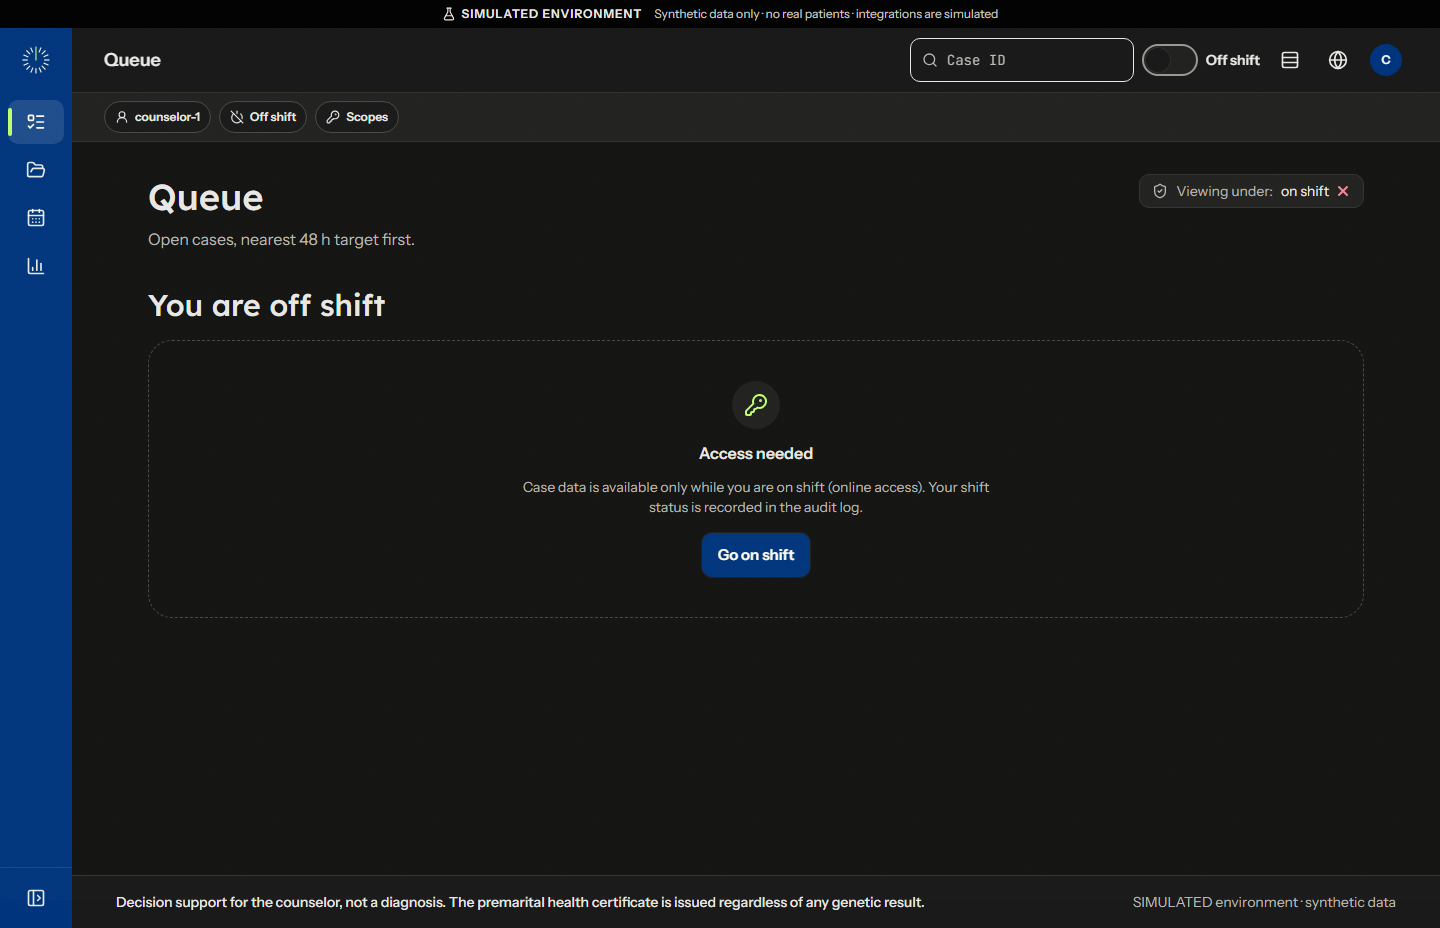 SIMULATED ENVIRONMENT Synthetic data only · no real patients · integrations are simulated
Queue
Case ID
Off shift
C
counselor-1
Off shift
Scopes
Queue
Viewing under: on shift
Open cases, nearest 48 h target first.
You are off shift
Access needed
Case data is available only while you are on shift (online access). Your shift
status is recorded in the audit log.
Go on shift
Decision support for the counselor, not a diagnosis. The premarital health certificate is issued regardless of any genetic result.
SIMULATED environment · synthetic data